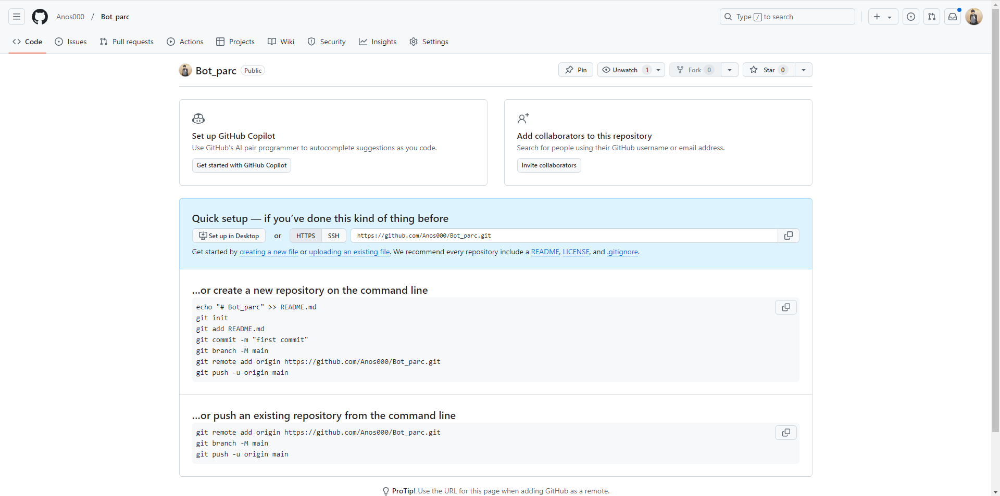 Anos000 / Bot_parc
Type / to search
Code Issues Pull requests Actions Projects Wiki Security Insights Settings
Bot_parc Public
Pin Unwatch 1 Fork 0 Star 0
Set up GitHub Copilot
Use GitHub's AI pair programmer to autocomplete suggestions as you code.
Get started with GitHub Copilot
Add collaborators to this repository
Search for people using their GitHub username or email address.
Invite collaborators
Quick setup — if you’ve done this kind of thing before
Set up in Desktop or HTTPS SSH https://github.com/Anos000/Bot_parc.git
Get started by creating a new file or uploading an existing file. We recommend every repository include a README, LICENSE, and .gitignore.
…or create a new repository on the command line
echo "# Bot_parc" >> README.md
git init
git add README.md
git commit -m "first commit"
git branch -M main
git remote add origin https://github.com/Anos000/Bot_parc.git
git push -u origin main
…or push an existing repository from the command line
git remote add origin https://github.com/Anos000/Bot_parc.git
git branch -M main
git push -u origin main
ProTip! Use the URL for this page when adding GitHub as a remote.